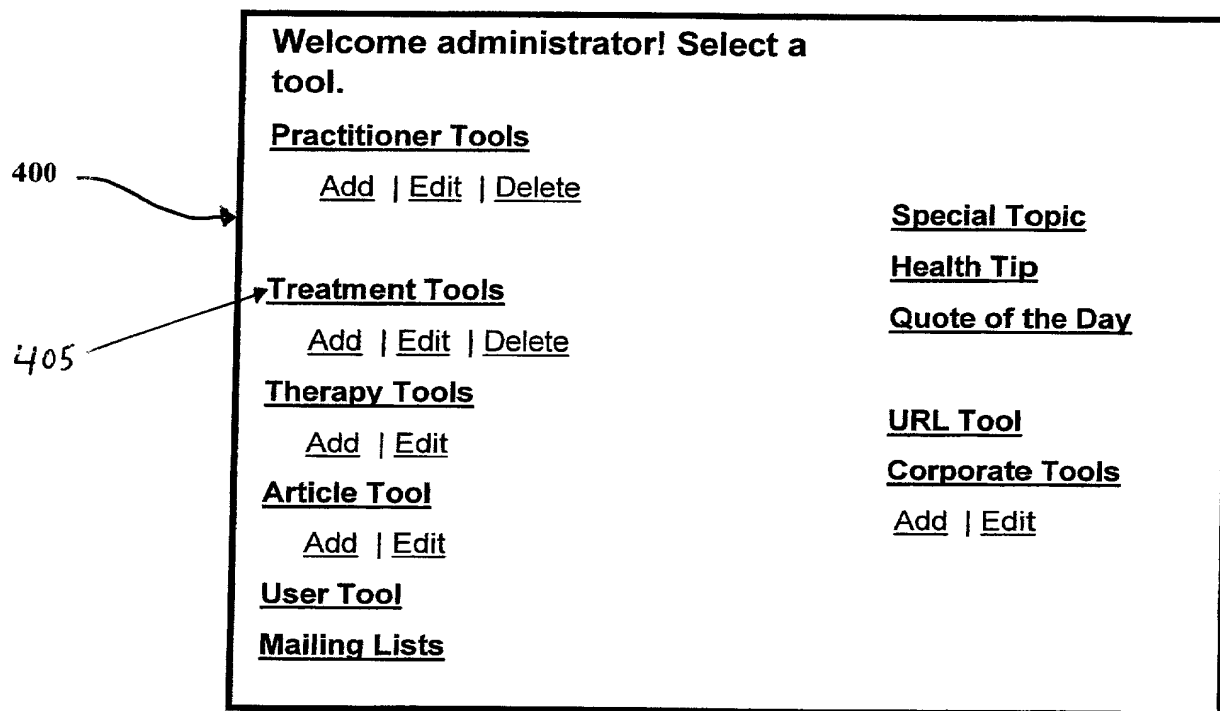 Welcome administrator! Select a
tool.
Practitioner Tools
Add | Edit | Delete
400
Treatment Tools
Add | Edit | Delete
405
Therapy Tools
Add | Edit
Article Tool
Add | Edit
User Tool
Mailing Lists
Special Topic
Health Tip
Quote of the Day
URL Tool
Corporate Tools
Add | Edit